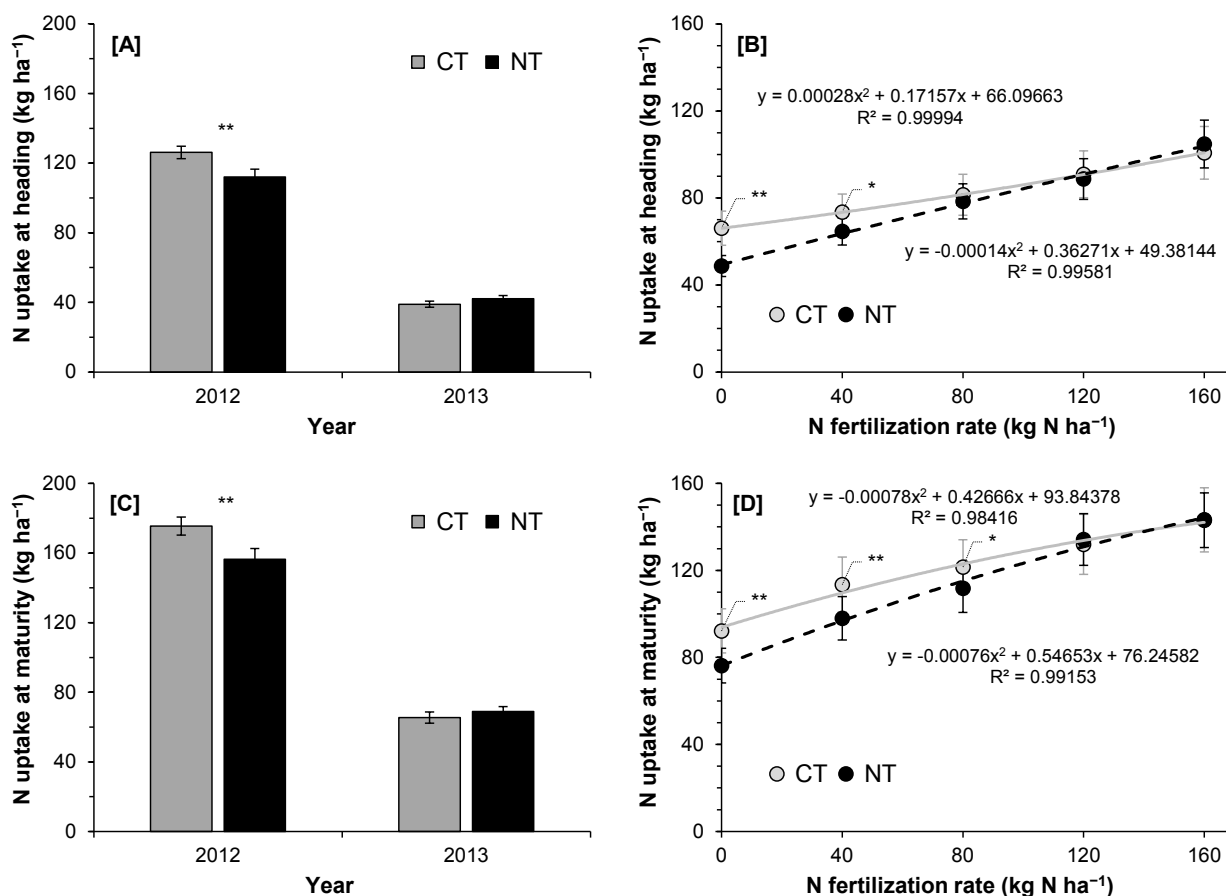 [A]
CT NT
**
N uptake at heading (kg ha⁻¹)
200
160
120
80
40
0
2012 2013
Year
[B]
y = 0.00028x² + 0.17157x + 66.09663
R² = 0.99994
**
*
y = -0.00014x² + 0.36271x + 49.38144
R² = 0.99581
CT NT
N uptake at heading (kg ha⁻¹)
160
120
80
40
0
0 40 80 120 160
N fertilization rate (kg N ha⁻¹)
[C]
**
CT NT
N uptake at maturity (kg ha⁻¹)
200
160
120
80
40
0
2012 2013
Year
[D]
y = -0.00078x² + 0.42666x + 93.84378
R² = 0.98416
**
**
*
y = -0.00076x² + 0.54653x + 76.24582
R² = 0.99153
CT NT
N uptake at maturity (kg ha⁻¹)
160
120
80
40
0
0 40 80 120 160
N fertilization rate (kg N ha⁻¹)